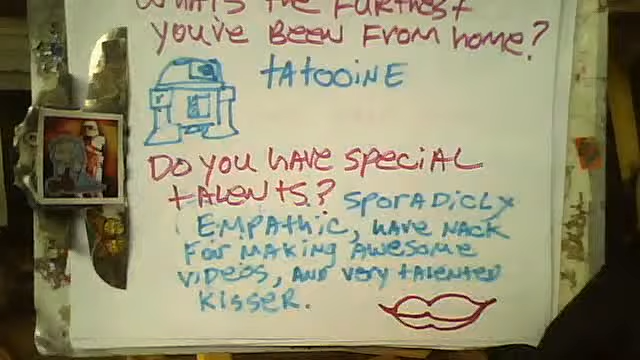 WHATS THE FURTHEST
YOU'VE BEEN FROM HOME?
TATOOINE
DO YOU HAVE SPECIAL
TALENTS? SPORADICLY
EMPATHIC, HAVE NACK
FOR MAKING AWESOME
VIDEOS, AND VERY TALENTED
KISSER.